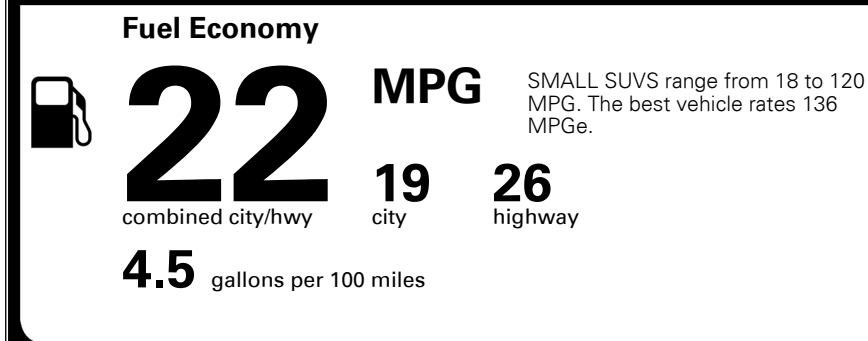 Fuel Economy
22 MPG
SMALL SUVS range from 18 to 120
MPG. The best vehicle rates 136
MPGe.
19 26
combined city/hwy city highway
4.5 gallons per 100 miles